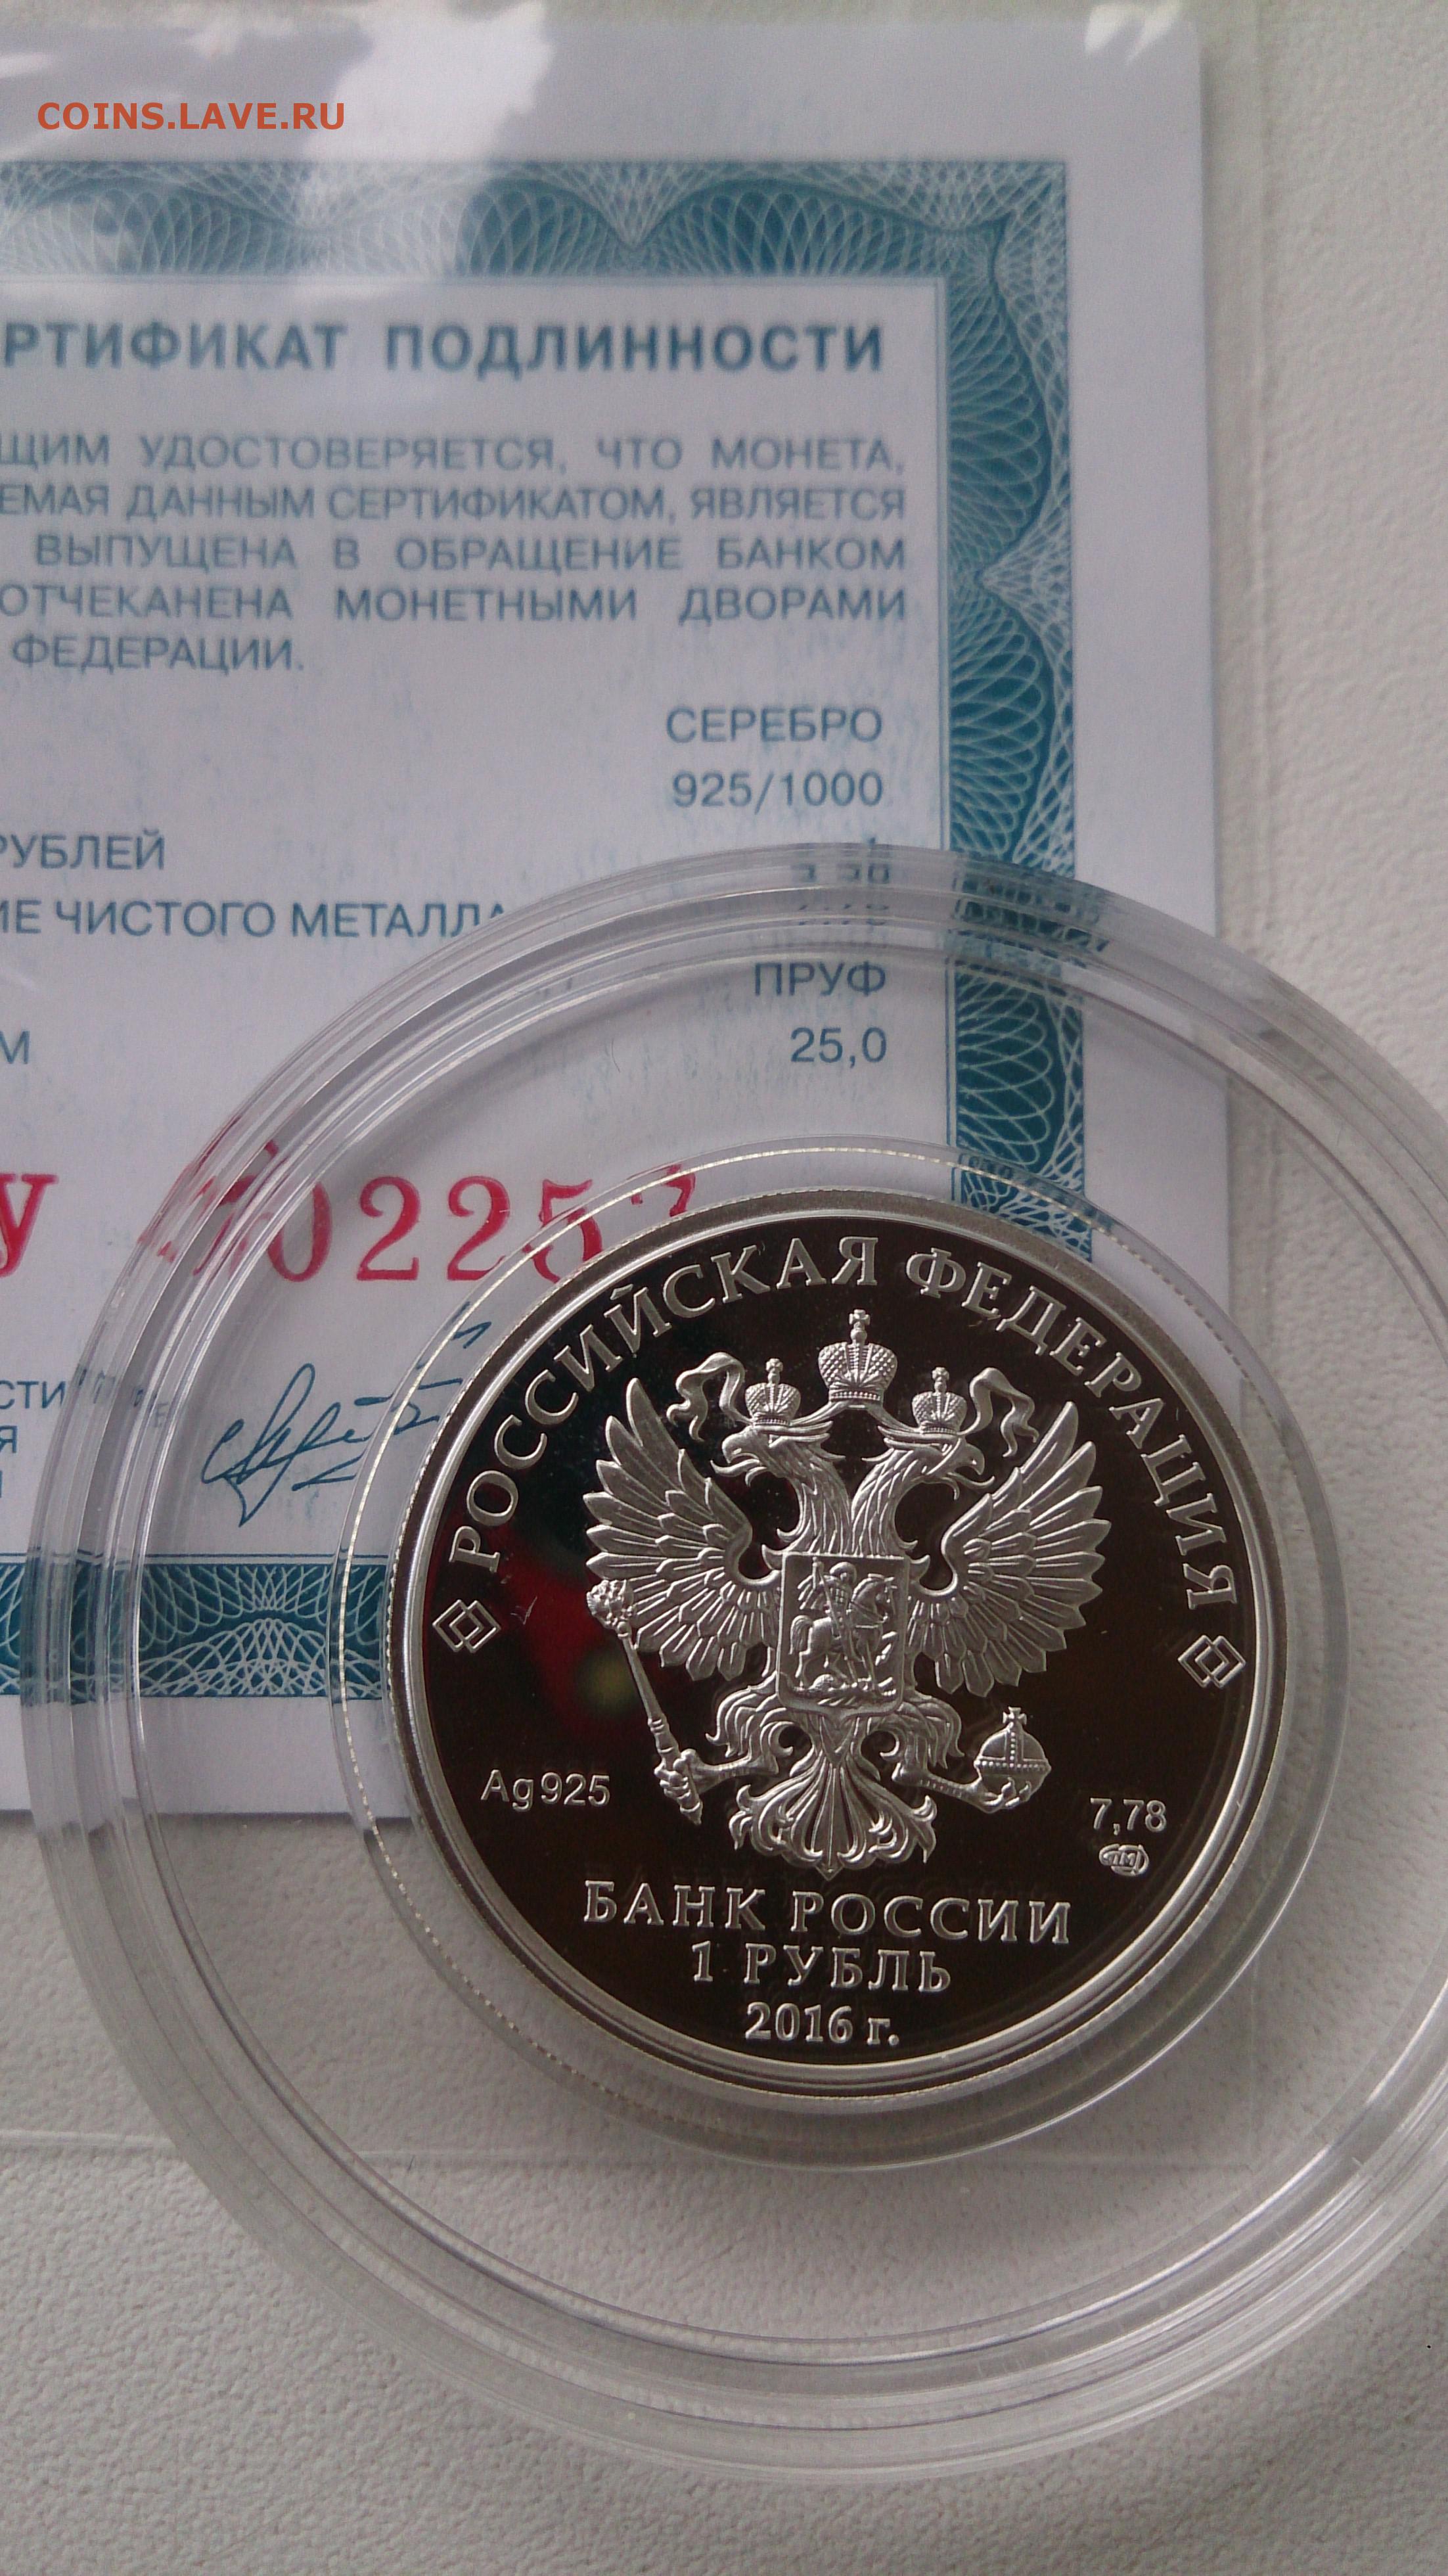 COINS.LAVE.RU
РТИФИКАТ ПОДЛИННОСТИ
ЩИМ УДОСТОВЕРЯЕТСЯ, ЧТО МОНЕТА,
ЕМАЯ ДАННЫМ СЕРТИФИКАТОМ, ЯВЛЯЕТСЯ
ВЫПУЩЕНА В ОБРАЩЕНИЕ БАНКОМ
ОТЧЕКАНЕНА МОНЕТНЫМИ ДВОРАМИ
ФЕДЕРАЦИИ.
СЕРЕБРО
925/1000
РУБЛЕЙ
ИЕ ЧИСТОГО МЕТАЛЛА
ПРУФ
М 25,0
РОССИЙСКАЯ ФЕДЕРАЦИЯ
Ag 925
7,78
БАНК РОССИИ
1 РУБЛЬ
2016 г.